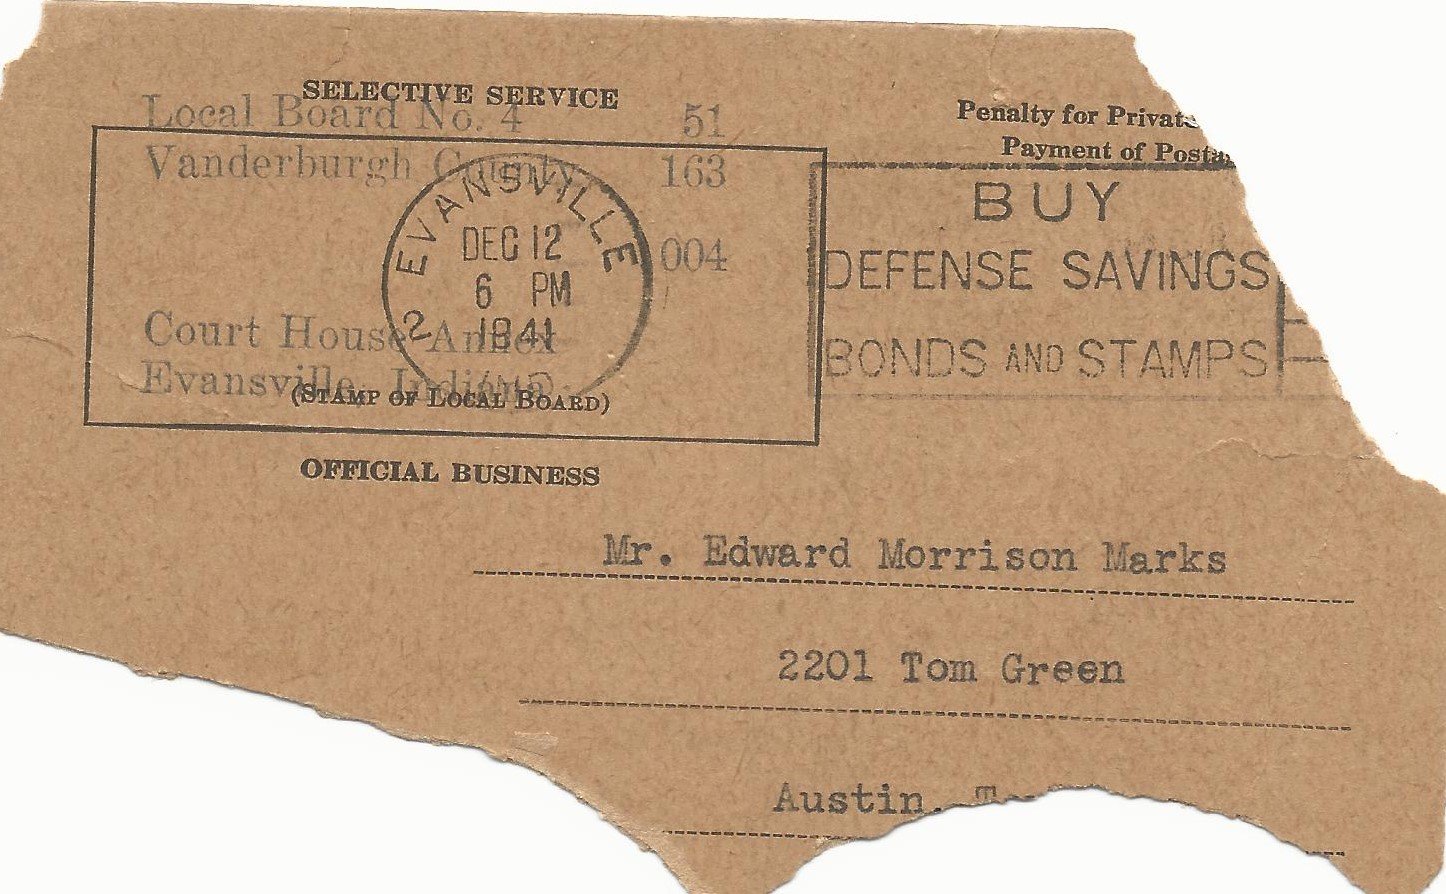 SELECTIVE SERVICE
Local Board No. 4 51
Vanderburgh County 163
004
Court House Annex
Evansville, Indiana
(STAMP OF LOCAL BOARD)
OFFICIAL BUSINESS
EVANSVILLE
DEC 12
6 PM
1941
2
IND.
Penalty for Private
Payment of Posta
BUY
DEFENSE SAVINGS
BONDS AND STAMPS
Mr. Edward Morrison Marks
2201 Tom Green
Austin,